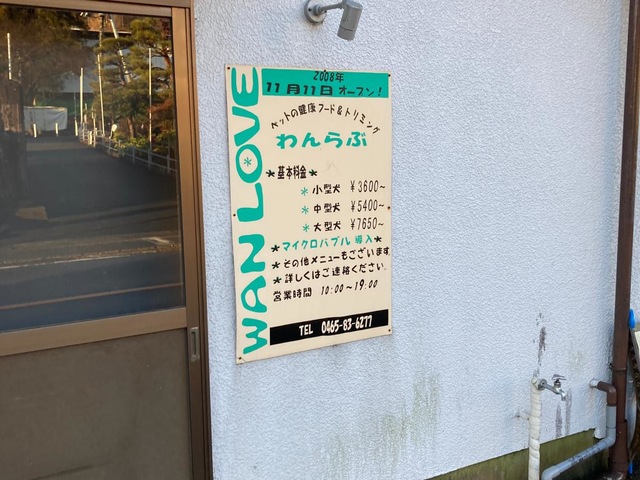 WAN LOVE
2008年
11月11日 オープン！
ペットの健康フード＆トリミング
わんらぶ
★基本料金★
＊小型犬 ¥3600～
＊中型犬 ¥5400～
＊大型犬 ¥7650～
★マイクロバブル導入★
★その他メニューもございます
★詳しくはご連絡ください.
営業時間 10:00～19:00
TEL 0465-83-6277